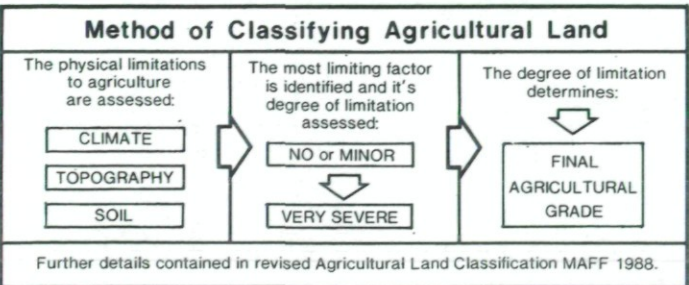 Method of Classifying Agricultural Land
The physical limitations
to agriculture
are assessed:
CLIMATE
TOPOGRAPHY
SOIL
The most limiting factor
is identified and it's
degree of limitation
assessed:
NO or MINOR
VERY SEVERE
The degree of limitation
determines:
FINAL
AGRICULTURAL
GRADE
Further details contained in revised Agricultural Land Classification MAFF 1988.